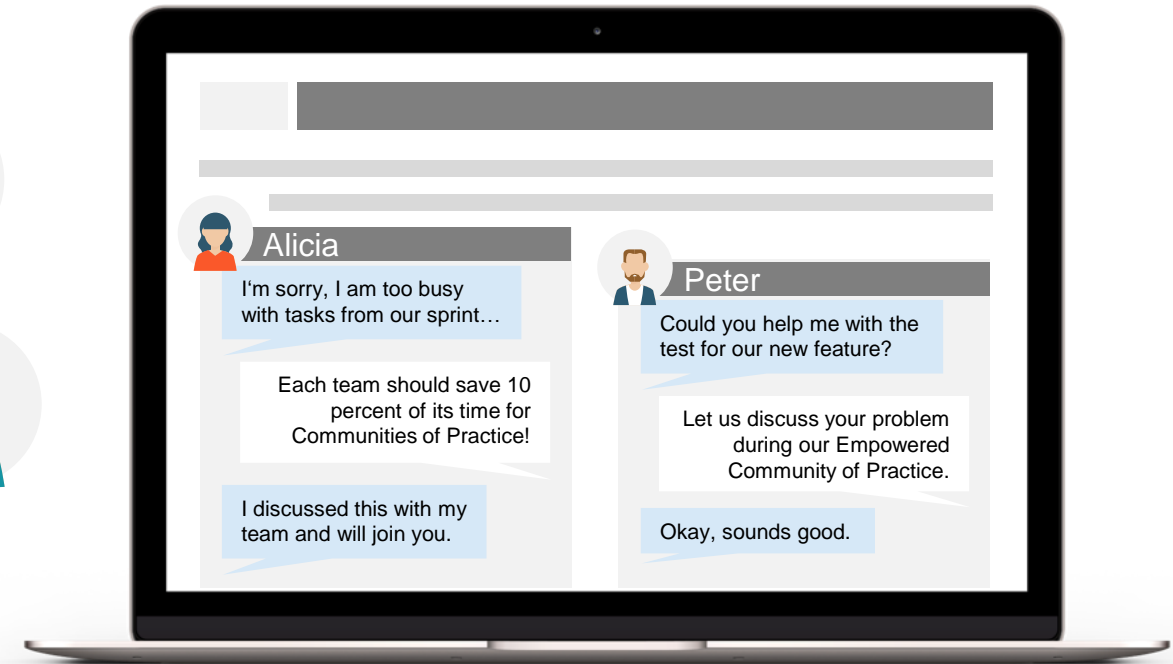 Alicia
I‘m sorry, I am too busy
with tasks from our sprint…
Each team should save 10
percent of its time for
Communities of Practice!
I discussed this with my
team and will join you.
Peter
Could you help me with the
test for our new feature?
Let us discuss your problem
during our Empowered
Community of Practice.
Okay, sounds good.